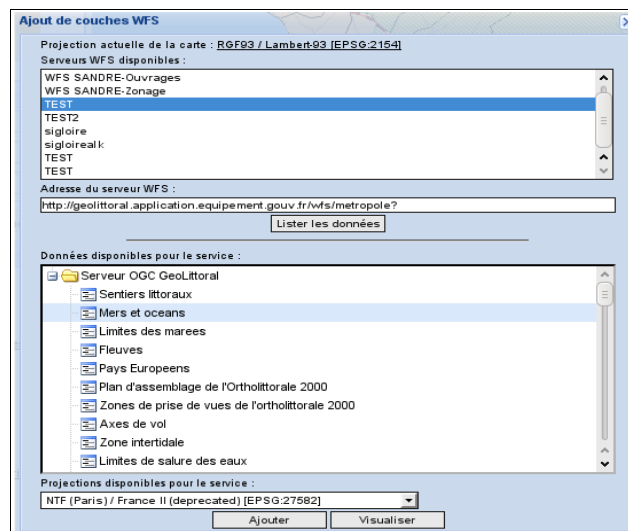 Ajout de couches WFS
Projection actuelle de la carte : RGF93 / Lambert-93 [EPSG:2154]
Serveurs WFS disponibles :
WFS SANDRE-Ouvrages
WFS SANDRE-Zonage
TEST
TEST2
sigloire
sigloirealk
TEST
TEST
Adresse du serveur WFS :
http://geolittoral.application.equipement.gouv.fr/wfs/metropole?
Lister les données
Données disponibles pour le service :
Serveur OGC GeoLittoral
Sentiers littoraux
Mers et oceans
Limites des marees
Fleuves
Pays Europeens
Plan d'assemblage de l'Ortholittorale 2000
Zones de prise de vues de l'ortholittorale 2000
Axes de vol
Zone intertidale
Limites de salure des eaux
Projections disponibles pour le service :
NTF (Paris) / France II (deprecated) [EPSG:27582]
Ajouter Visualiser